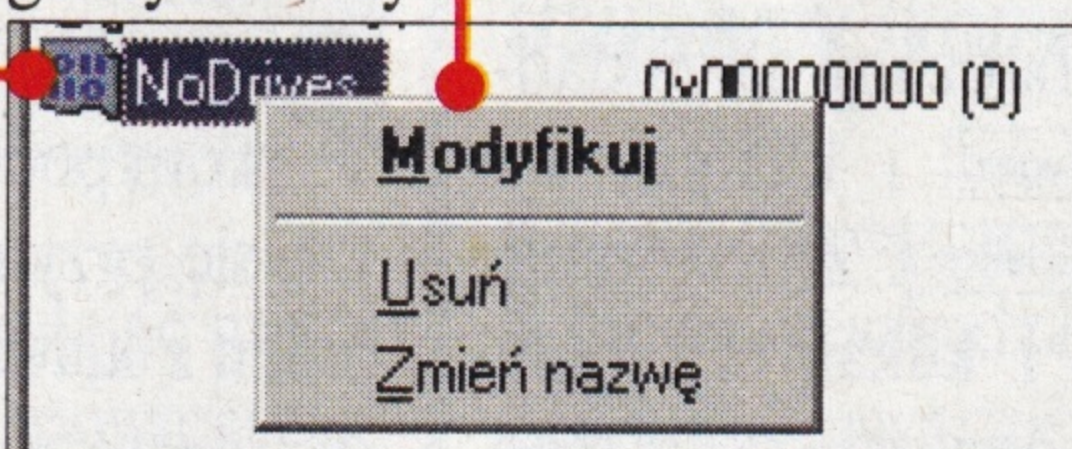 NoDrives 0x00000000 (0)
Modyfikuj
Usuń
Zmień nazwę